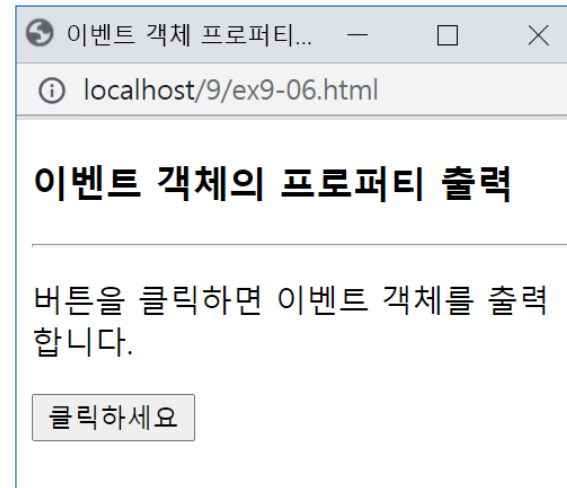 이벤트 객체 프로퍼티...
localhost/9/ex9-06.html
이벤트 객체의 프로퍼티 출력
버튼을 클릭하면 이벤트 객체를 출력
합니다.
클릭하세요